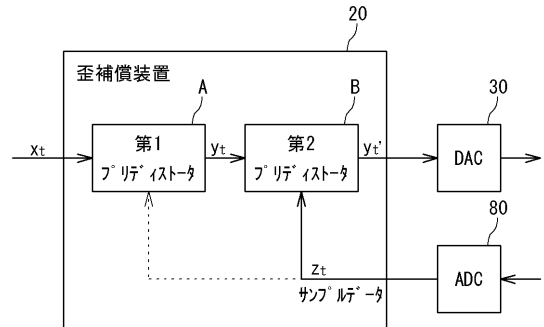 20
歪補償装置
A
B
30
xt
第1
プリディストータ
yt
第2
プリディストータ
yt'
DAC
80
zt
サンプルデータ
ADC